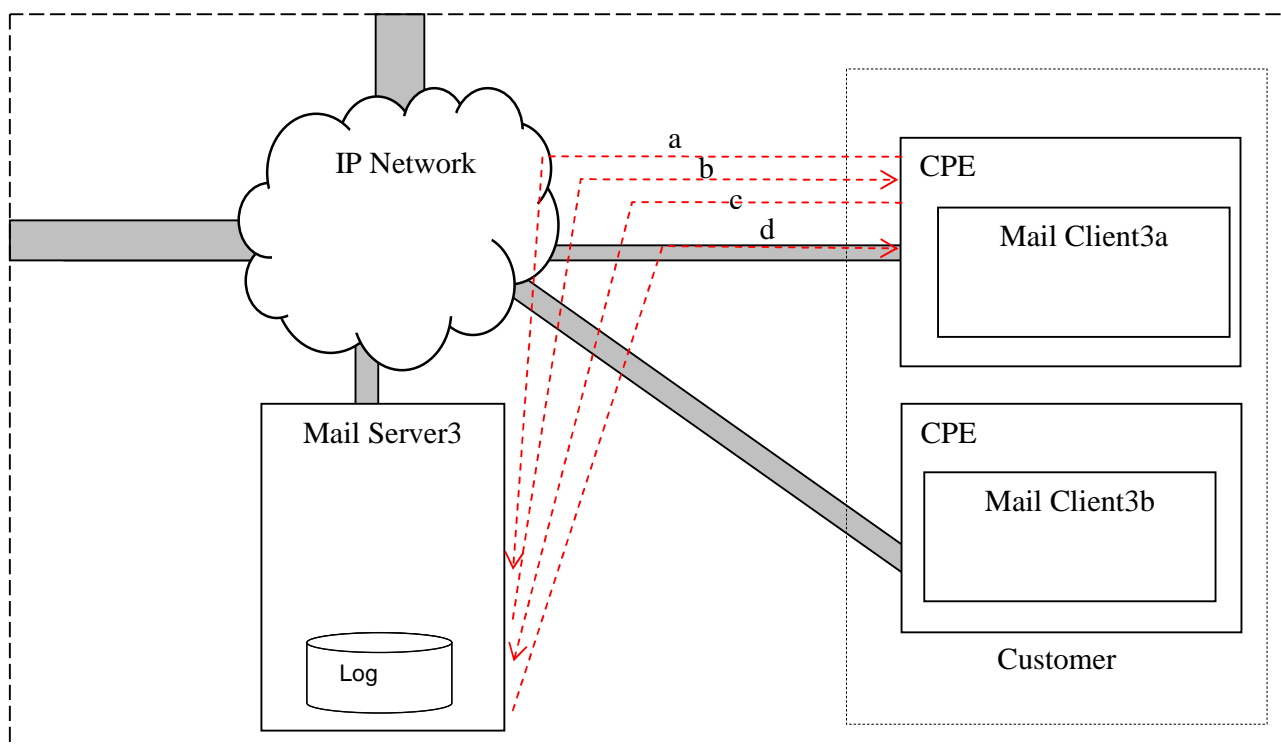 a
IP Network
b
CPE
c
d
Mail Client3a
Mail Server3
CPE
Mail Client3b
Log
Customer